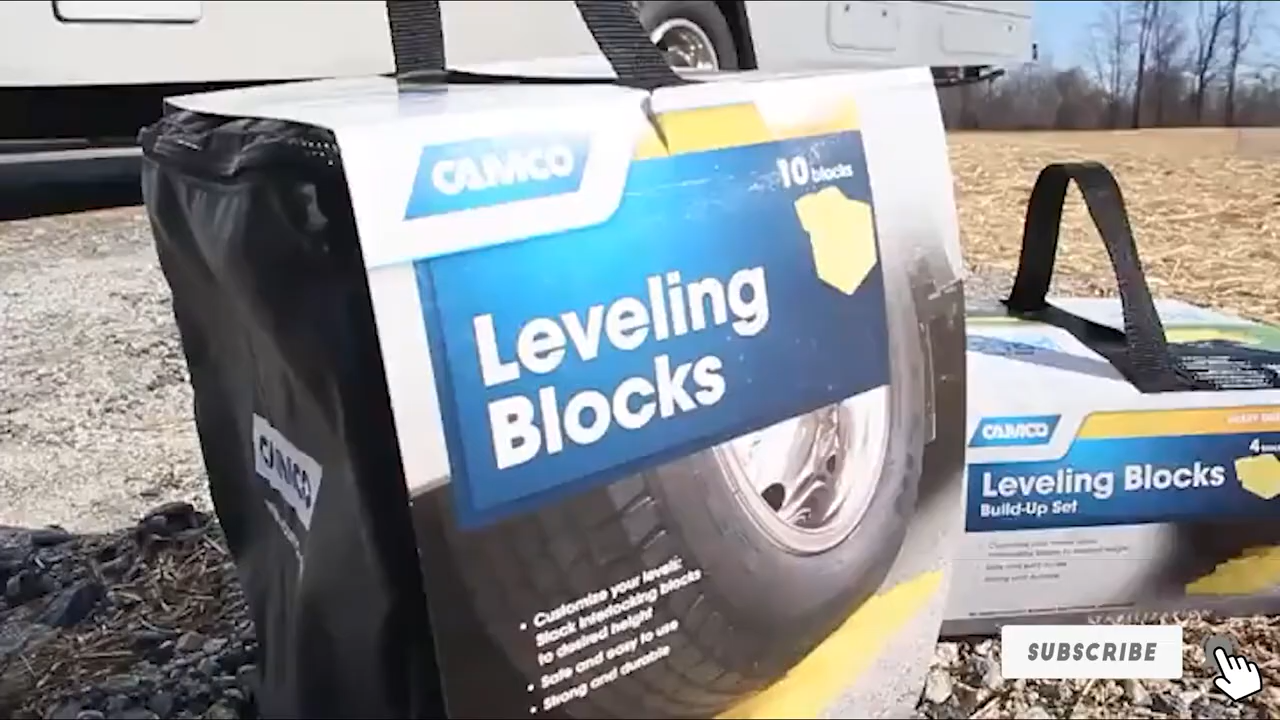 CAMCO
10 blocks
Leveling
Blocks
• Customize your levels:
Stack interlocking blocks
to desired height
• Safe and easy to use
• Strong and durable
CAMCO
CAMCO
4
Leveling Blocks
Build-Up Set
SUBSCRIBE